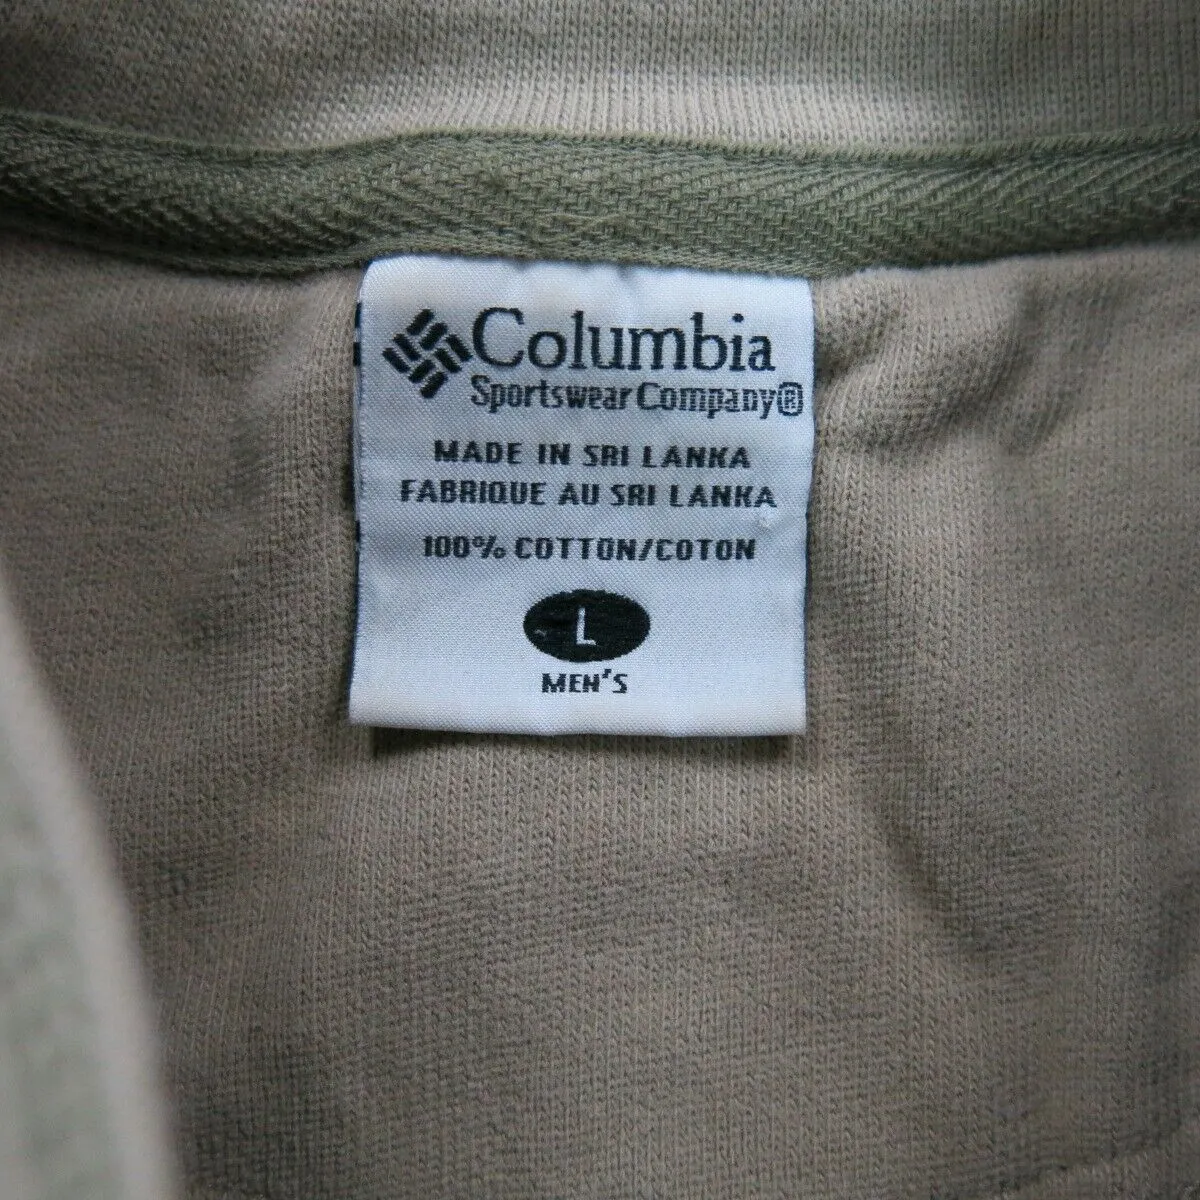 Columbia
Sportswear Company®
MADE IN SRI LANKA
FABRIQUE AU SRI LANKA
100% COTTON/COTON
L
MEN'S